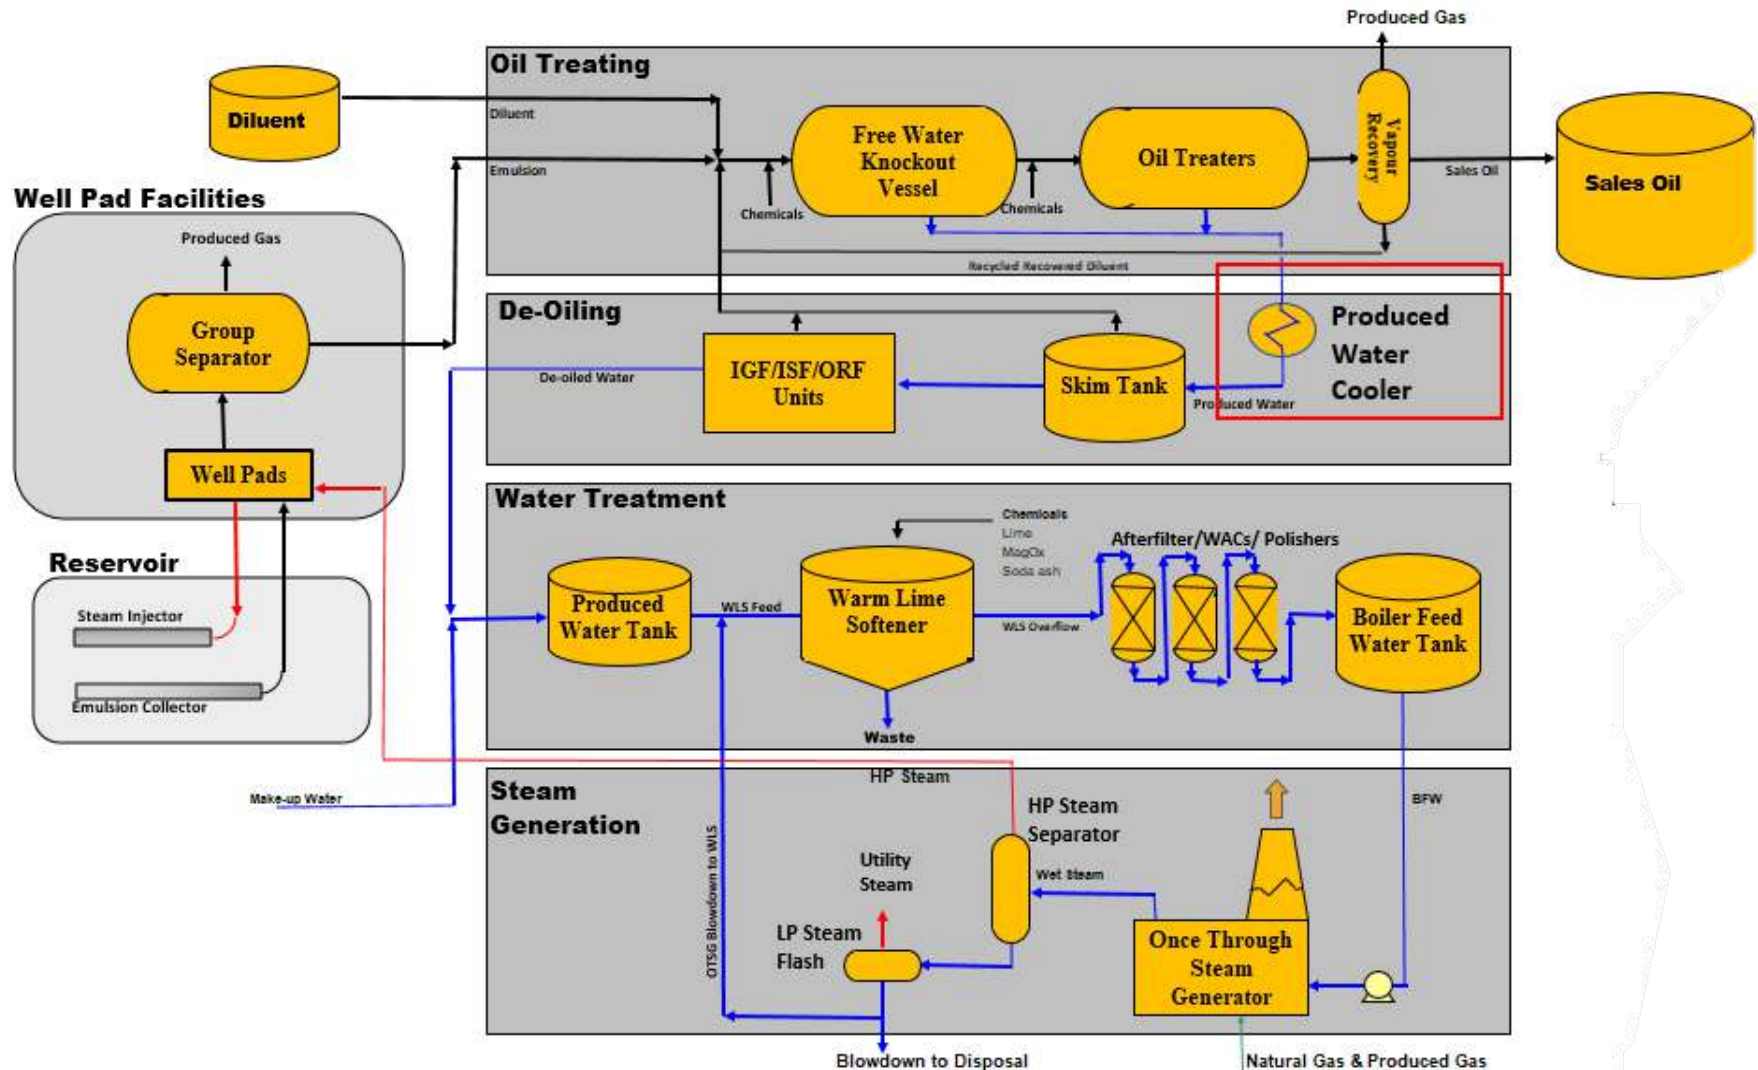 Produced Gas
Oil Treating
Diluent
Diluent
Free Water
Knockout
Vessel
Oil Treaters
Vapour
Recovery
Emulsion
Sales Oil
Sales Oil
Chemicals
Chemicals
Recycled Recovered Diluent
Well Pad Facilities
Produced Gas
Group
Separator
Well Pads
De-Oiling
De-oiled Water
IGF/ISF/ORF
Units
Skim Tank
Produced Water
Produced
Water
Cooler
Reservoir
Steam Injector
Emulsion Collector
Water Treatment
Chemicals
Lime
MagOx
Soda ash
Afterfilter/WACs/ Polishers
Produced
Water Tank
WLS Feed
Warm Lime
Softener
WLS Overflow
Boiler Feed
Water Tank
Waste
Make-up Water
HP Steam
Steam
Generation
OTSG Blowdown to WLS
HP Steam
Separator
Utility
Steam
Wet Steam
BFW
LP Steam
Flash
Once Through
Steam
Generator
Blowdown to Disposal
Natural Gas & Produced Gas